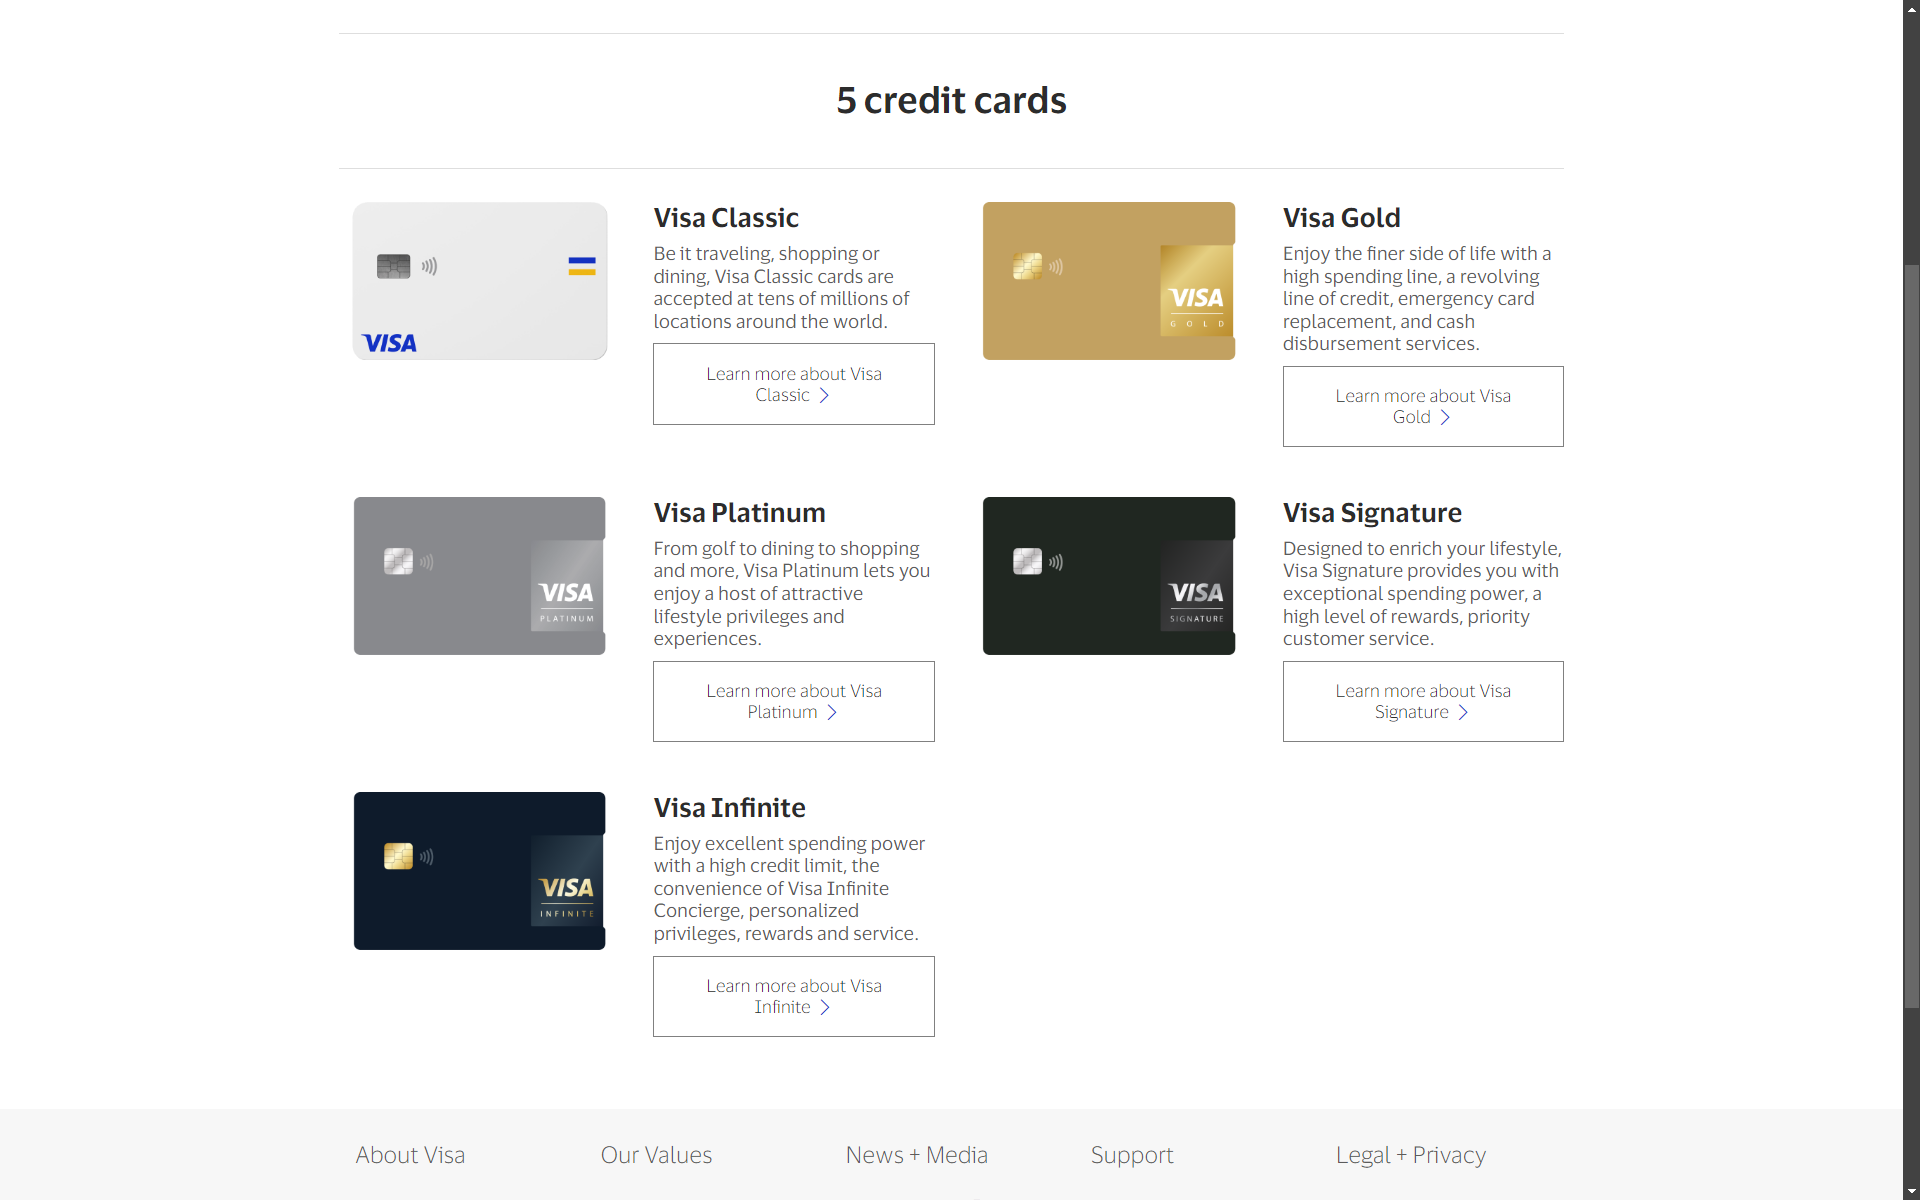 5 credit cards
VISA
Visa Classic
Be it traveling, shopping or
dining, Visa Classic cards are
accepted at tens of millions of
locations around the world.
Learn more about Visa
Classic
VISA
GOLD
Visa Gold
Enjoy the finer side of life with a
high spending line, a revolving
line of credit, emergency card
replacement, and cash
disbursement services.
Learn more about Visa
Gold
VISA
PLATINUM
Visa Platinum
From golf to dining to shopping
and more, Visa Platinum lets you
enjoy a host of attractive
lifestyle privileges and
experiences.
Learn more about Visa
Platinum
VISA
SIGNATURE
Visa Signature
Designed to enrich your lifestyle,
Visa Signature provides you with
exceptional spending power, a
high level of rewards, priority
customer service.
Learn more about Visa
Signature
VISA
INFINITE
Visa Infinite
Enjoy excellent spending power
with a high credit limit, the
convenience of Visa Infinite
Concierge, personalized
privileges, rewards and service.
Learn more about Visa
Infinite
About Visa
Our Values
News + Media
Support
Legal + Privacy